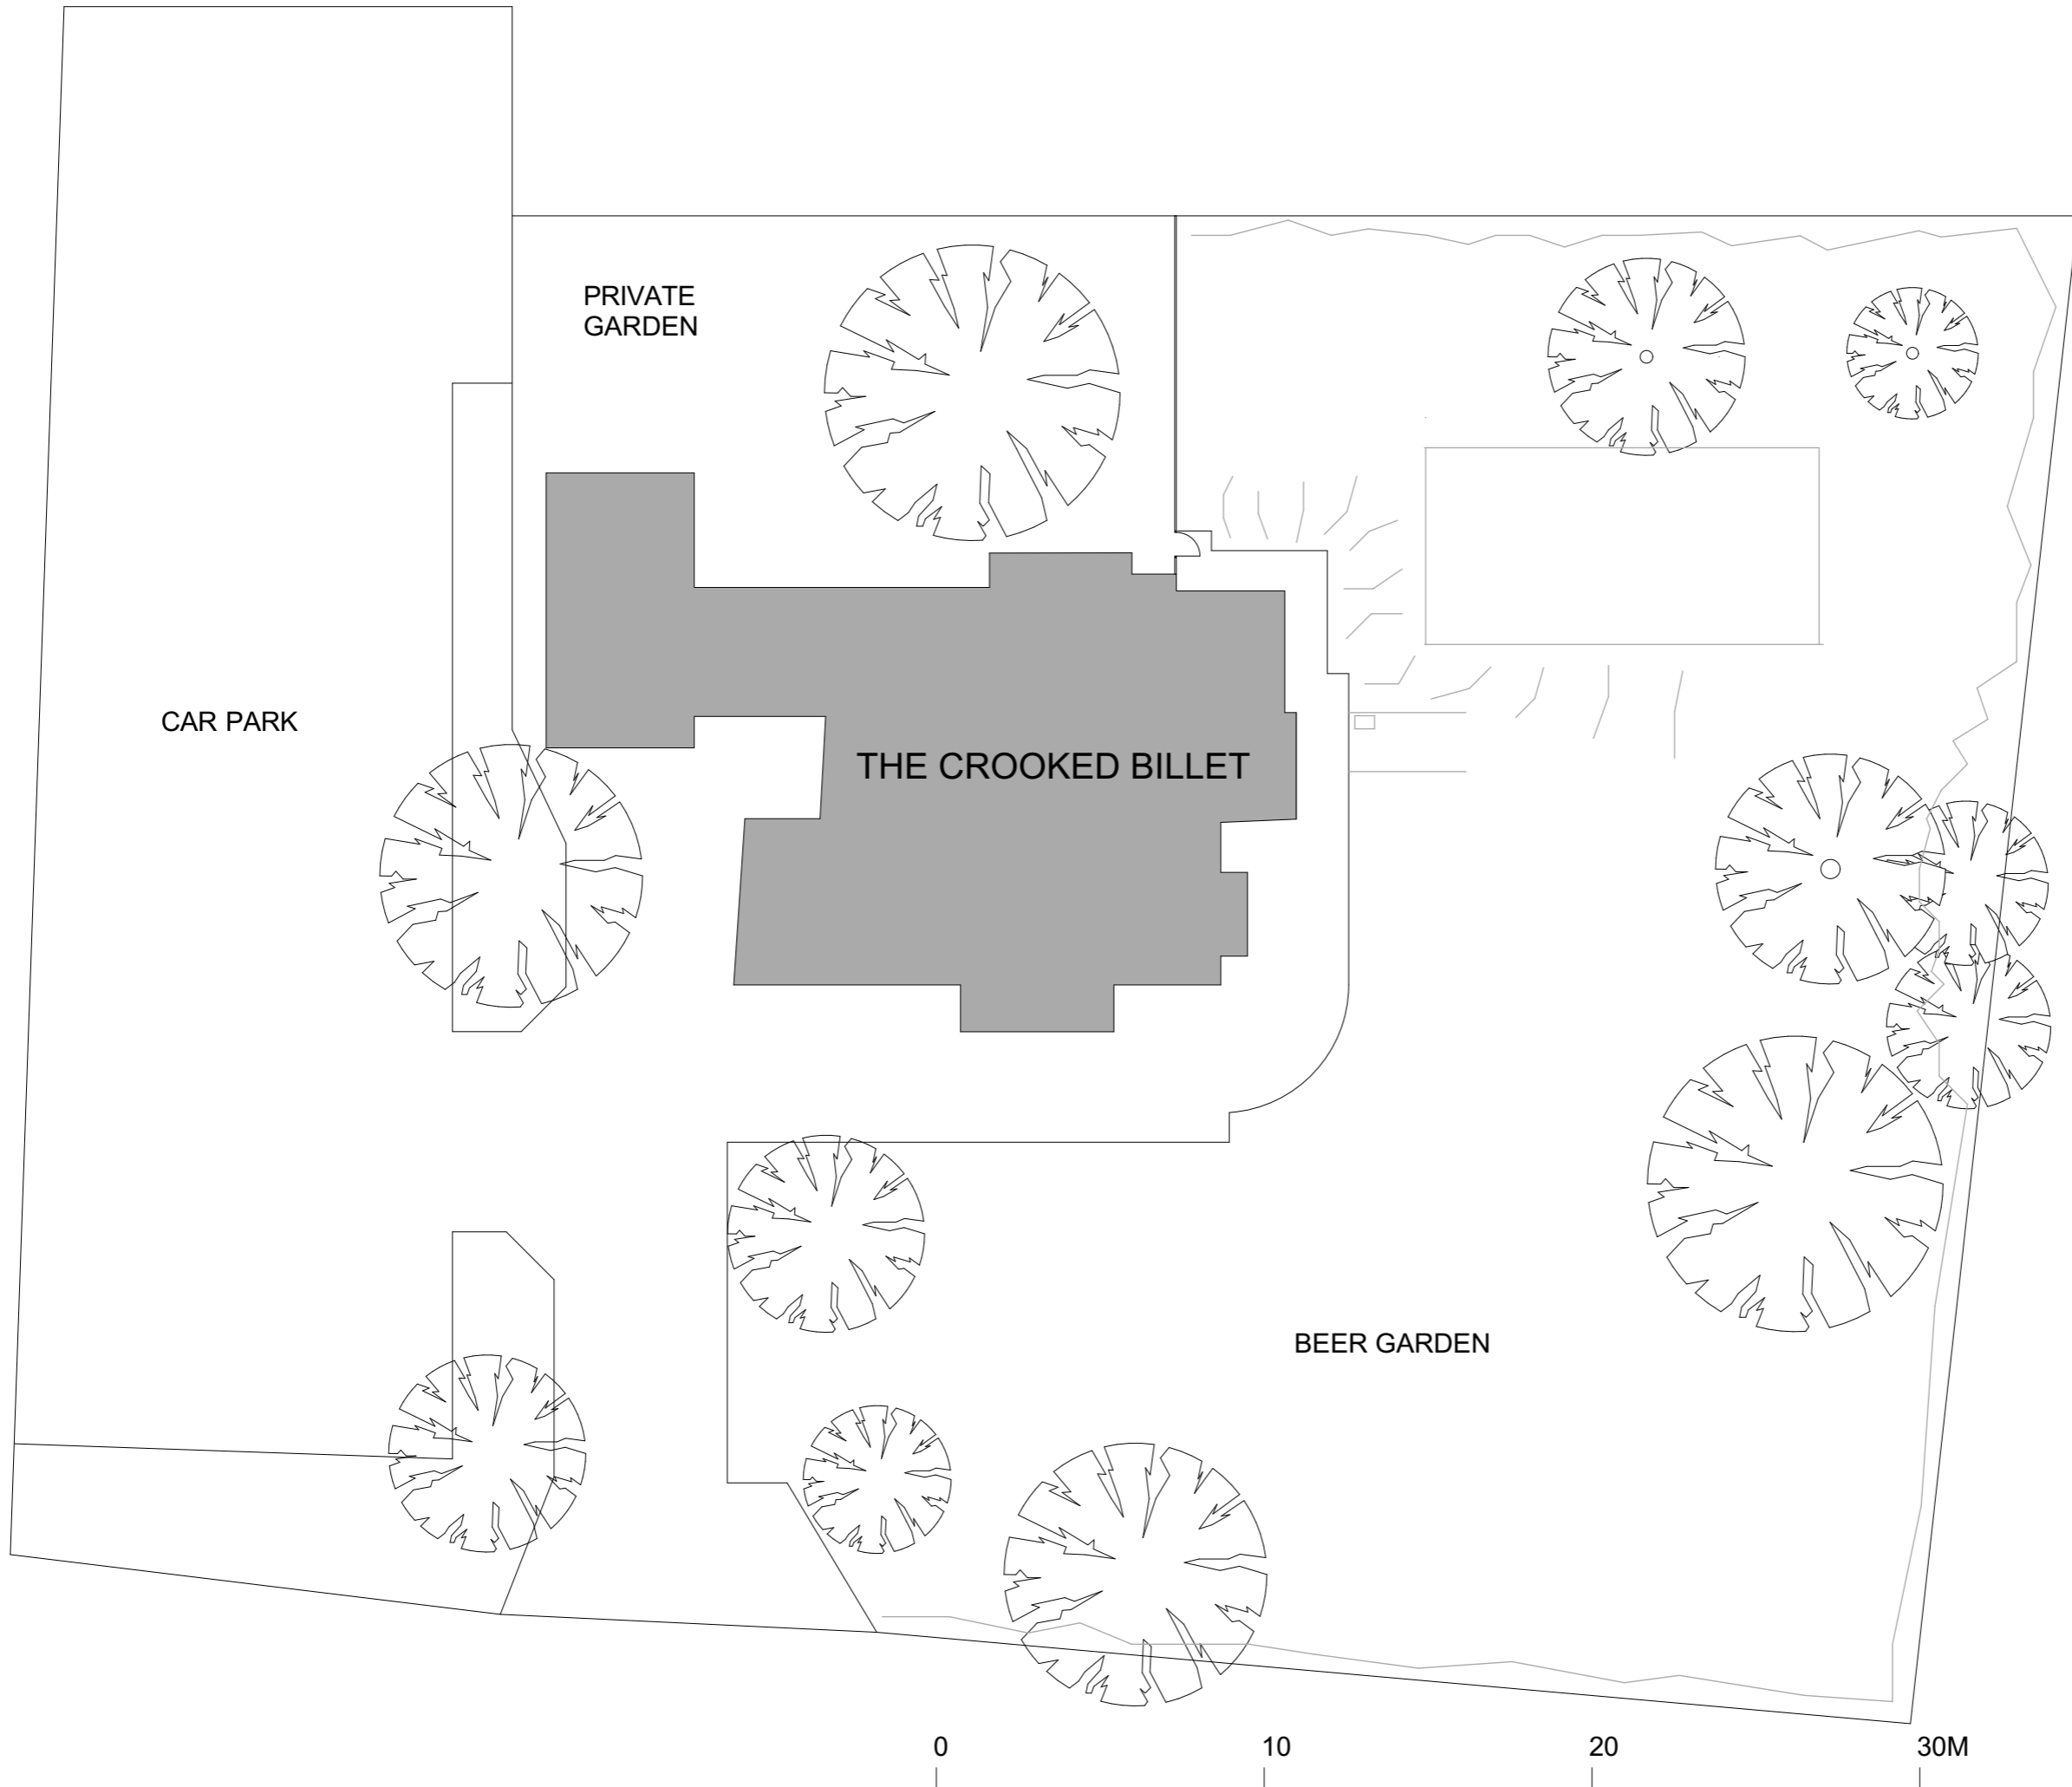 PRIVATE
GARDEN
CAR PARK
THE CROOKED BILLET
BEER GARDEN
0 10 20 30M